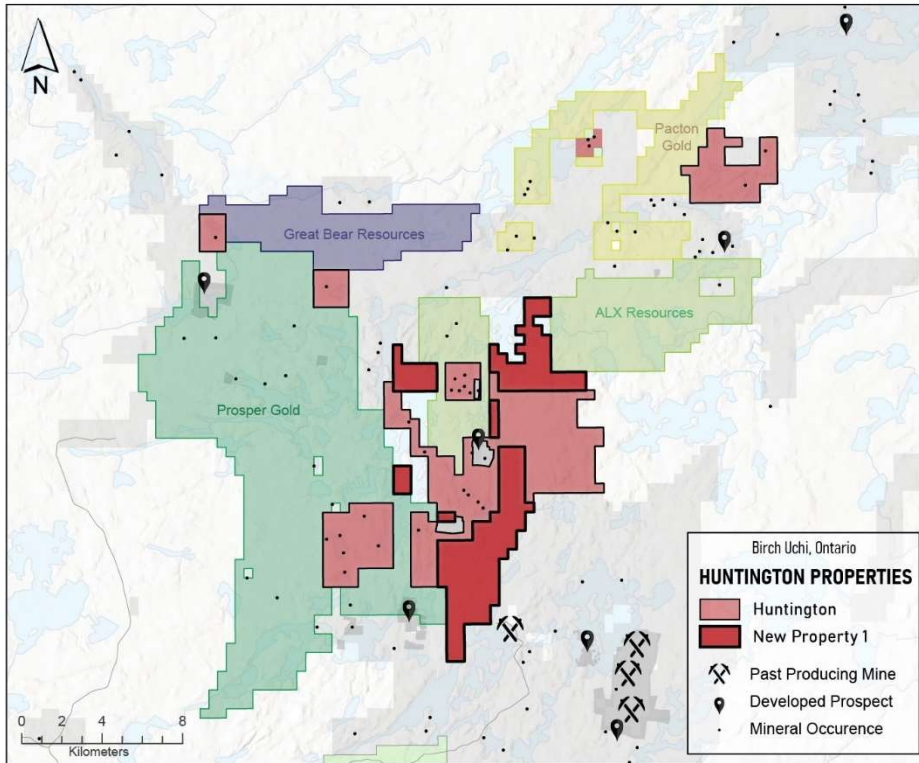 N
Pacton
Gold
Great Bear Resources
ALX Resources
Prosper Gold
Birch Uchi, Ontario
HUNTINGTON PROPERTIES
Huntington
New Property 1
Past Producing Mine
Developed Prospect
Mineral Occurence
0 2 4 8
Kilometers